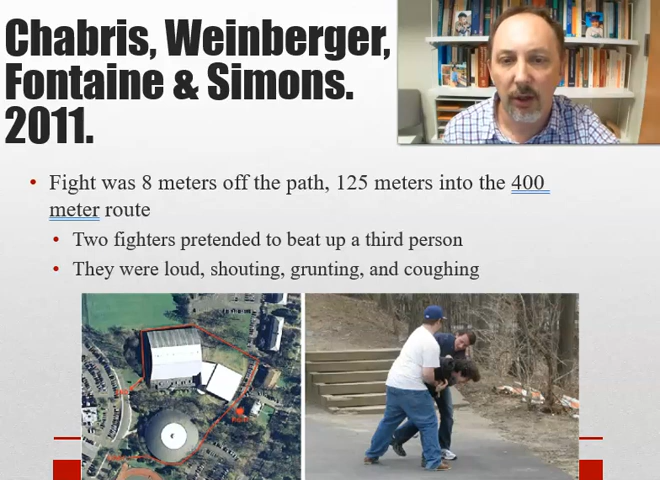 Chabris, Weinberger,
Fontaine & Simons.
2011.
• Fight was 8 meters off the path, 125 meters into the 400
meter route
• Two fighters pretended to beat up a third person
• They were loud, shouting, grunting, and coughing